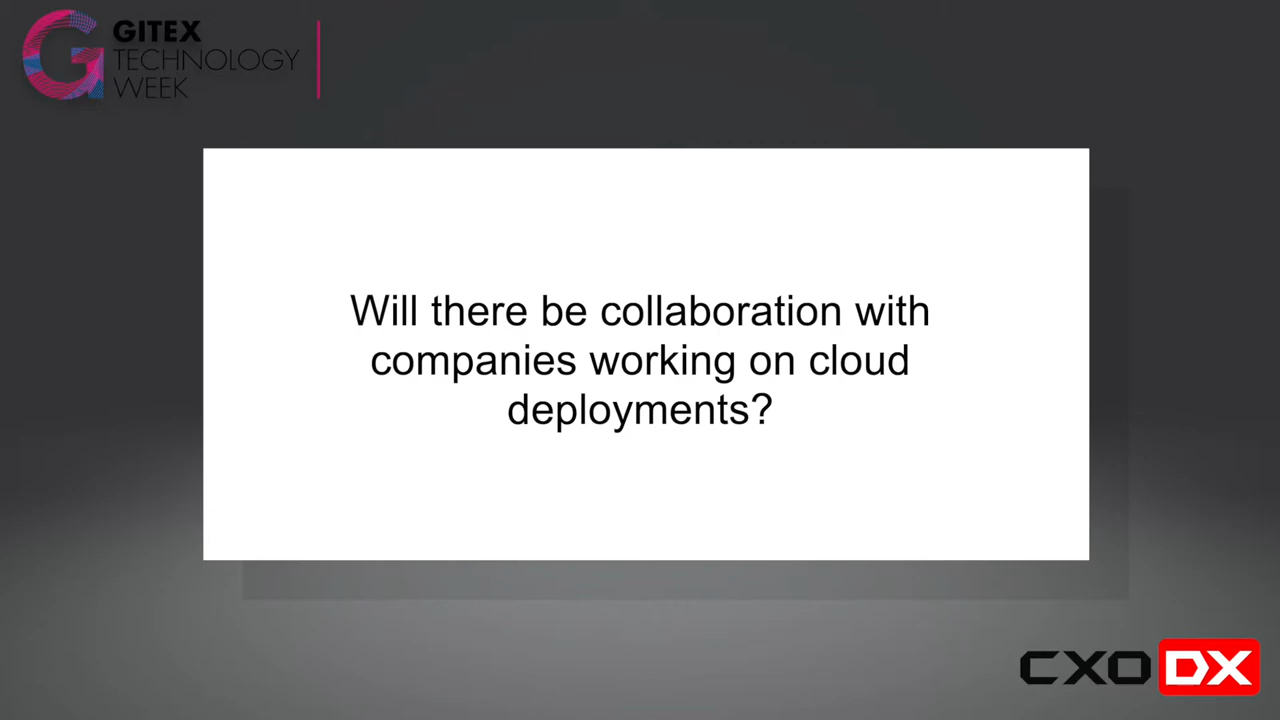 GITEX
TECHNOLOGY
WEEK
Will there be collaboration with
companies working on cloud
deployments?
CXO DX